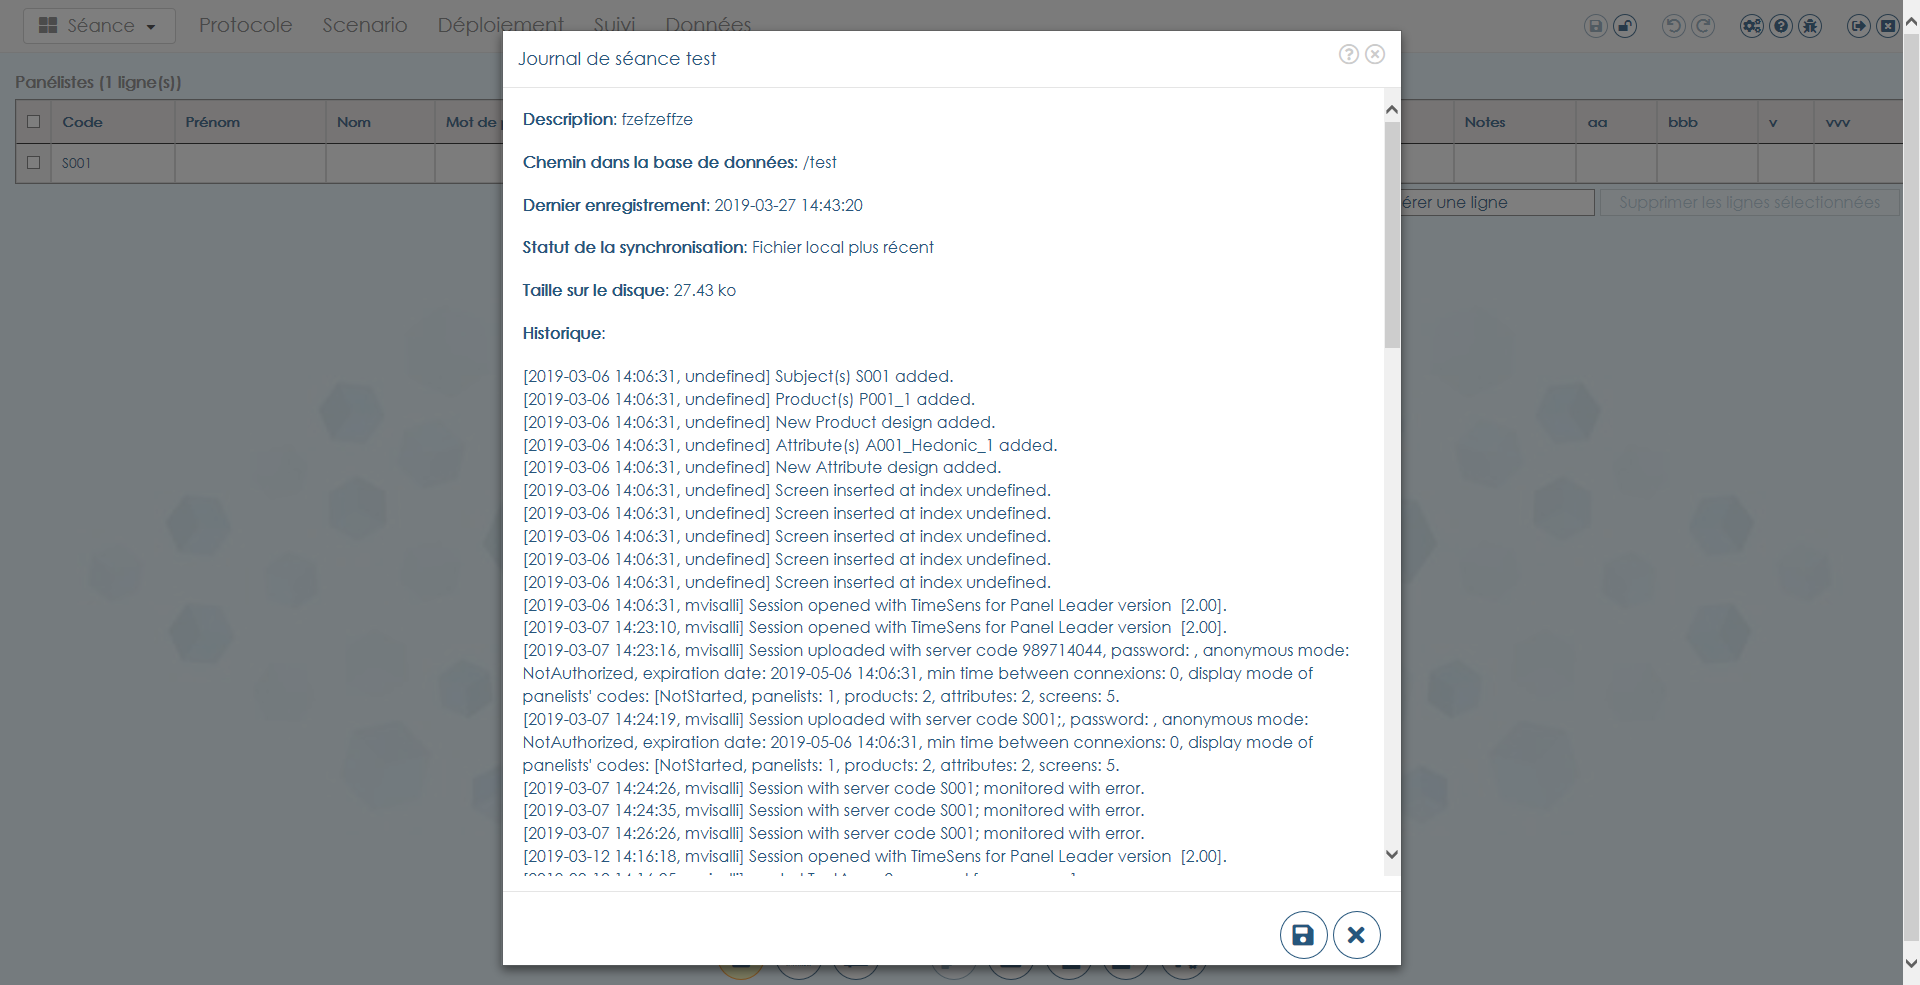 Séance
Protocole
Scenario
Déploiement
Suivi
Données
Panélistes (1 ligne(s))
Code
Prénom
Nom
Mot de
Notes
aa
bbb
v
vvv
S001
érer une ligne
Supprimer les lignes sélectionnées
Journal de séance test
Description: fzefzeffze
Chemin dans la base de données: /test
Dernier enregistrement: 2019-03-27 14:43:20
Statut de la synchronisation: Fichier local plus récent
Taille sur le disque: 27.43 ko
Historique:
[2019-03-06 14:06:31, undefined] Subject(s) S001 added.
[2019-03-06 14:06:31, undefined] Product(s) P001_1 added.
[2019-03-06 14:06:31, undefined] New Product design added.
[2019-03-06 14:06:31, undefined] Attribute(s) A001_Hedonic_1 added.
[2019-03-06 14:06:31, undefined] New Attribute design added.
[2019-03-06 14:06:31, undefined] Screen inserted at index undefined.
[2019-03-06 14:06:31, undefined] Screen inserted at index undefined.
[2019-03-06 14:06:31, undefined] Screen inserted at index undefined.
[2019-03-06 14:06:31, undefined] Screen inserted at index undefined.
[2019-03-06 14:06:31, undefined] Screen inserted at index undefined.
[2019-03-06 14:06:31, mvisalli] Session opened with TimeSens for Panel Leader version  [2.00].
[2019-03-07 14:23:10, mvisalli] Session opened with TimeSens for Panel Leader version  [2.00].
[2019-03-07 14:23:16, mvisalli] Session uploaded with server code 989714044, password: , anonymous mode:
NotAuthorized, expiration date: 2019-05-06 14:06:31, min time between connexions: 0, display mode of
panelists' codes: [NotStarted, panelists: 1, products: 2, attributes: 2, screens: 5.
[2019-03-07 14:24:19, mvisalli] Session uploaded with server code S001;, password: , anonymous mode:
NotAuthorized, expiration date: 2019-05-06 14:06:31, min time between connexions: 0, display mode of
panelists' codes: [NotStarted, panelists: 1, products: 2, attributes: 2, screens: 5.
[2019-03-07 14:24:26, mvisalli] Session with server code S001; monitored with error.
[2019-03-07 14:24:35, mvisalli] Session with server code S001; monitored with error.
[2019-03-07 14:26:26, mvisalli] Session with server code S001; monitored with error.
[2019-03-12 14:16:18, mvisalli] Session opened with TimeSens for Panel Leader version  [2.00].